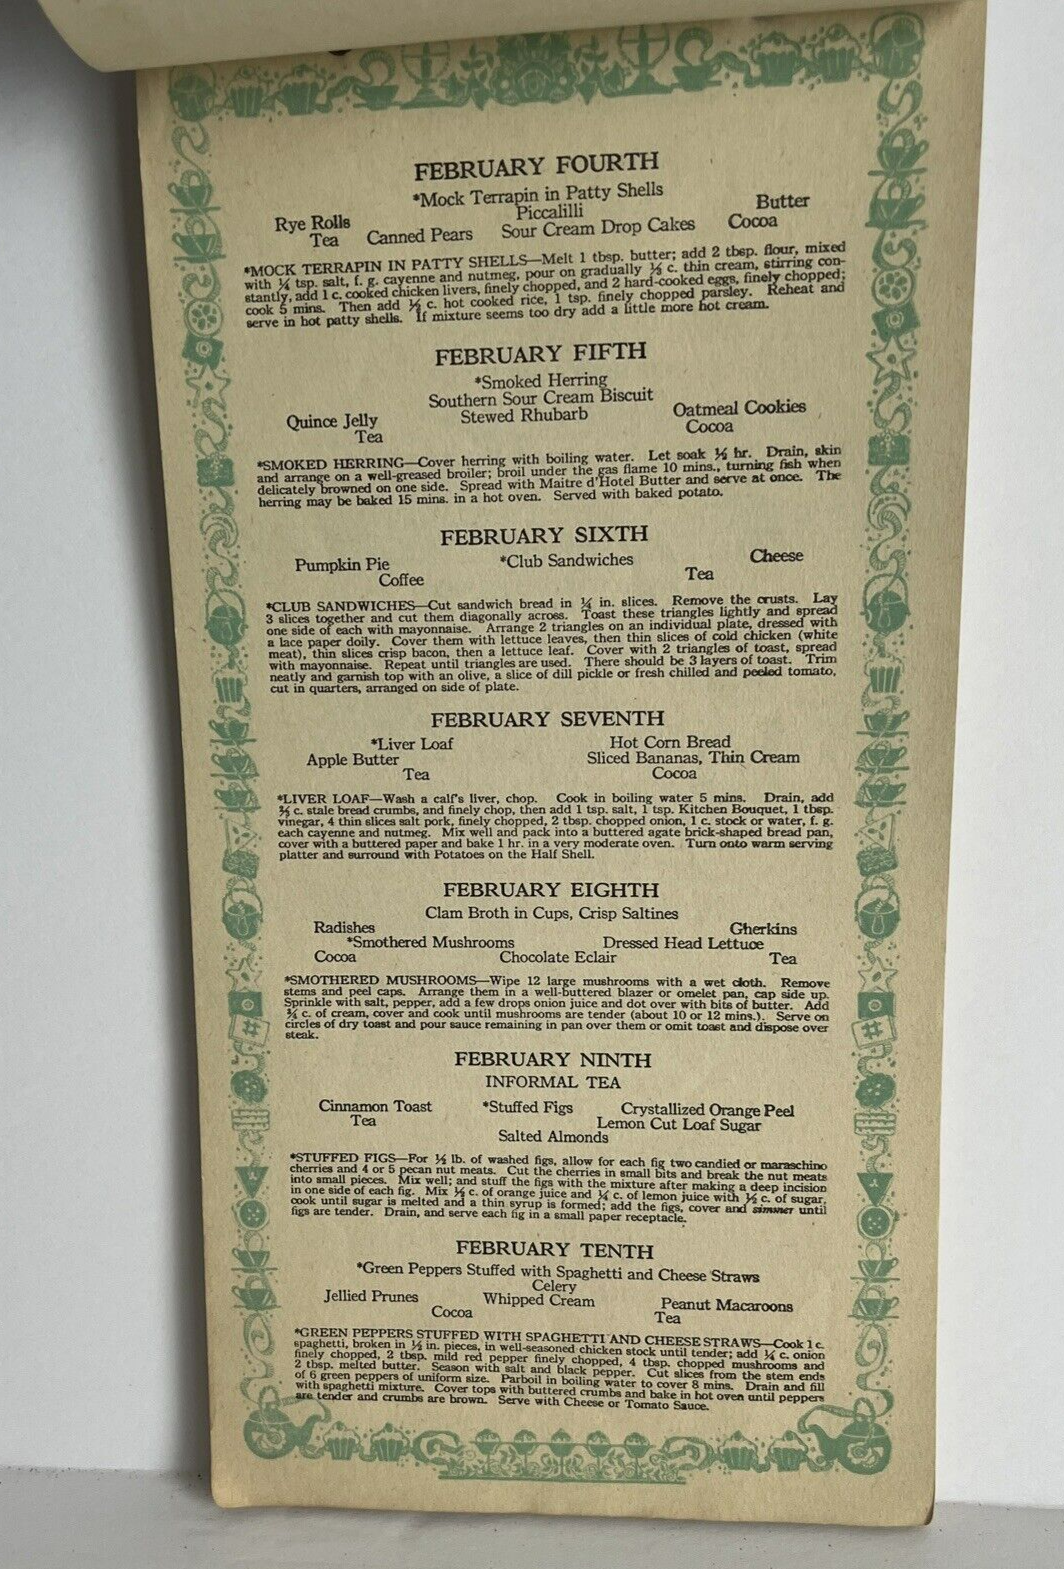 FEBRUARY FOURTH
*Mock Terrapin in Patty Shells
Rye Rolls Piccalilli Butter
Tea Canned Pears Sour Cream Drop Cakes Cocoa
*MOCK TERRAPIN IN PATTY SHELLS—Melt 1 tbsp. butter; add 2 tbsp. flour, mixed
with ¼ tsp. salt, f. g. cayenne and nutmeg, pour on gradually ½ c. thin cream, stirring con-
stantly, add 1 c. cooked chicken livers, finely chopped, and 2 hard-cooked eggs, finely chopped;
cook 5 mins. Then add ½ c. hot cooked rice, 1 tsp. finely chopped parsley. Reheat and
serve in hot patty shells. If mixture seems too dry add a little more hot cream.
FEBRUARY FIFTH
*Smoked Herring
Southern Sour Cream Biscuit
Quince Jelly Stewed Rhubarb Oatmeal Cookies
Tea Cocoa
*SMOKED HERRING—Cover herring with boiling water. Let soak ½ hr. Drain, skin
and arrange on a well-greased broiler; broil under the gas flame 10 mins., turning fish when
delicately browned on one side. Spread with Maitre d'Hotel Butter and serve at once. The
herring may be baked 15 mins. in a hot oven. Served with baked potato.
FEBRUARY SIXTH
Pumpkin Pie *Club Sandwiches Cheese
Coffee Tea
*CLUB SANDWICHES—Cut sandwich bread in ¼ in. slices. Remove the crusts. Lay
3 slices together and cut them diagonally across. Toast these triangles lightly and spread
one side of each with mayonnaise. Arrange 2 triangles on an individual plate, dressed with
a lace paper doily. Cover them with lettuce leaves, then thin slices of cold chicken (white
meat), thin slices crisp bacon, then a lettuce leaf. Cover with 2 triangles of toast, spread
with mayonnaise. Repeat until triangles are used. There should be 3 layers of toast. Trim
neatly and garnish top with an olive, a slice of dill pickle or fresh chilled and peeled tomato,
cut in quarters, arranged on side of plate.
FEBRUARY SEVENTH
*Liver Loaf Hot Corn Bread
Apple Butter Sliced Bananas, Thin Cream
Tea Cocoa
*LIVER LOAF—Wash a calf's liver, chop. Cook in boiling water 5 mins. Drain, add
⅔ c. stale bread crumbs, and finely chop, then add 1 tsp. salt, 1 tsp. Kitchen Bouquet, 1 tbsp.
vinegar, 4 thin slices salt pork, finely chopped, 2 tbsp. chopped onion, 1 c. stock or water, f. g.
each cayenne and nutmeg. Mix well and pack into a buttered agate brick-shaped bread pan,
cover with a buttered paper and bake 1 hr. in a very moderate oven. Turn onto warm serving
platter and surround with Potatoes on the Half Shell.
FEBRUARY EIGHTH
Clam Broth in Cups, Crisp Saltines
Radishes Gherkins
*Smothered Mushrooms Dressed Head Lettuce
Cocoa Chocolate Eclair Tea
*SMOTHERED MUSHROOMS—Wipe 12 large mushrooms with a wet cloth. Remove
stems and peel caps. Arrange them in a well-buttered blazer or omelet pan, cap side up.
Sprinkle with salt, pepper, add a few drops onion juice and dot over with bits of butter. Add
¾ c. of cream, cover and cook until mushrooms are tender (about 10 or 12 mins.). Serve on
circles of dry toast and pour sauce remaining in pan over them or omit toast and dispose over
steak.
FEBRUARY NINTH
INFORMAL TEA
Cinnamon Toast *Stuffed Figs Crystallized Orange Peel
Tea Lemon Cut Loaf Sugar
Salted Almonds
*STUFFED FIGS—For ½ lb. of washed figs, allow for each fig two candied or maraschino
cherries and 4 or 5 pecan nut meats. Cut the cherries in small bits and break the nut meats
into small pieces. Mix well; and stuff the figs with the mixture after making a deep incision
in one side of each fig. Mix ½ c. of orange juice and ¼ c. of lemon juice with ½ c. of sugar,
cook until sugar is melted and a thin syrup is formed; add the figs, cover and simmer until
figs are tender. Drain, and serve each fig in a small paper receptacle.
FEBRUARY TENTH
*Green Peppers Stuffed with Spaghetti and Cheese Straws
Celery
Jellied Prunes Whipped Cream Peanut Macaroons
Cocoa Tea
*GREEN PEPPERS STUFFED WITH SPAGHETTI AND CHEESE STRAWS—Cook 1 c.
spaghetti, broken in ½ in. pieces, in well-seasoned chicken stock until tender; add ¼ c. onion
finely chopped, 2 tbsp. mild red pepper finely chopped, 4 tbsp. chopped mushrooms and
2 tbsp. melted butter. Season with salt and black pepper. Cut slices from the stem ends
of 6 green peppers of uniform size. Parboil in boiling water to cover 8 mins. Drain and fill
with spaghetti mixture. Cover tops with buttered crumbs and bake in hot oven until peppers
are tender and crumbs are brown. Serve with Cheese or Tomato Sauce.